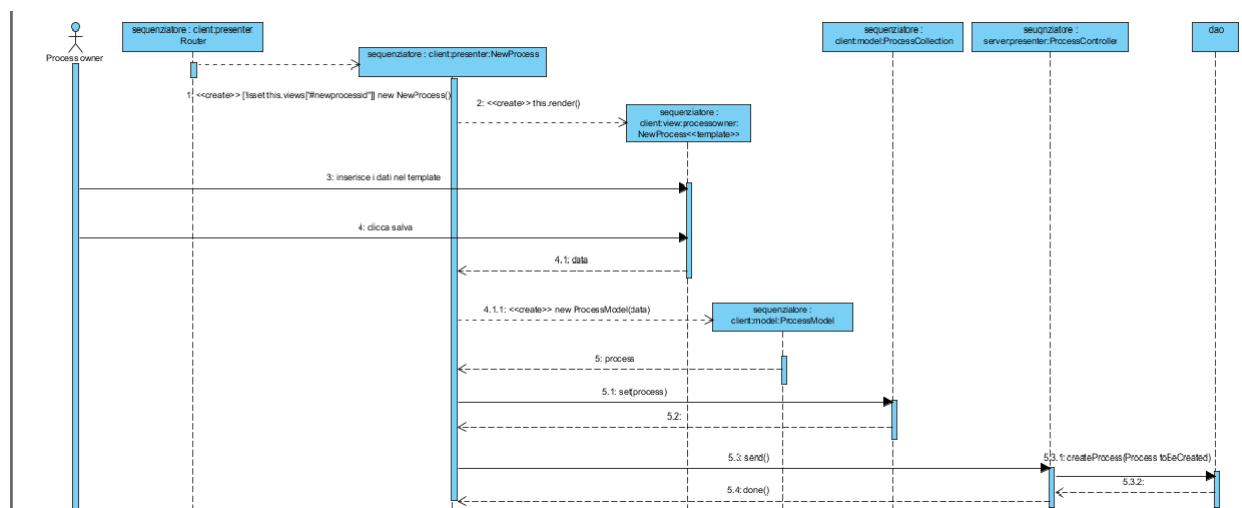 sequenziatore : client:presenter:
Router
sequenziatore :
client:model:ProcessCollection
seuqnziatore :
server:presenter:ProcessController
dao
Process owner
sequenziatore : client:presenter:NewProcess
1: <<create>> [!isset this.views["#newprocessid"]] new NewProcess()
2: <<create>> this.render()
sequenziatore :
client:view:processowner:
NewProcess<<template>>
3: inserisce i dati nel template
4: clicca salva
4.1: data
4.1.1: <<create>> new ProcessModel(data)
sequenziatore :
client:model:ProcessModel
5: process
5.1: set(process)
5.2:
5.3: send()
5.3.1: createProcess(Process toBeCreated)
5.3.2:
5.4: done()